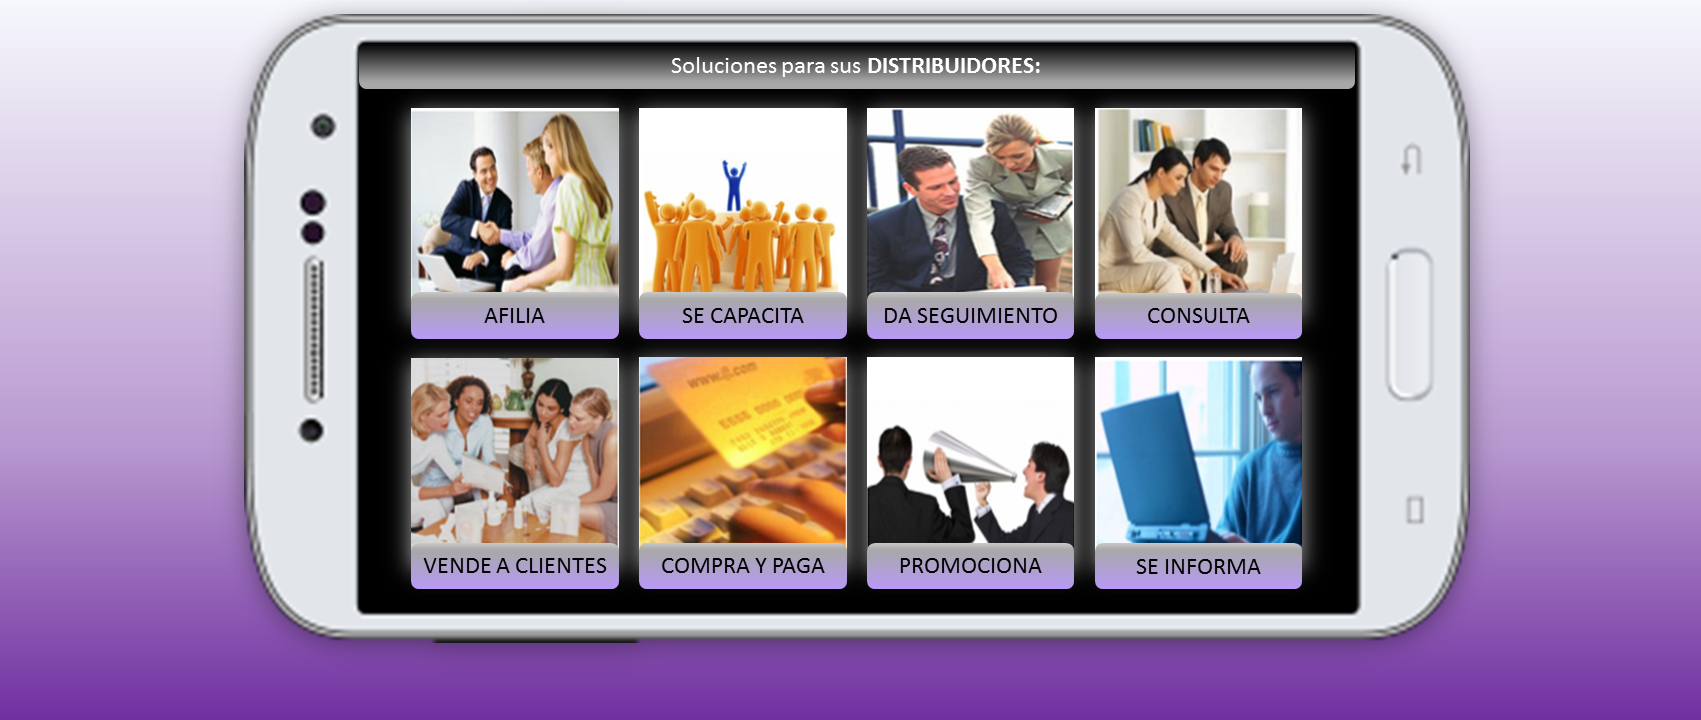 Soluciones para sus DISTRIBUIDORES:
AFILIA
SE CAPACITA
DA SEGUIMIENTO
CONSULTA
VENDE A CLIENTES
COMPRA Y PAGA
PROMOCIONA
SE INFORMA